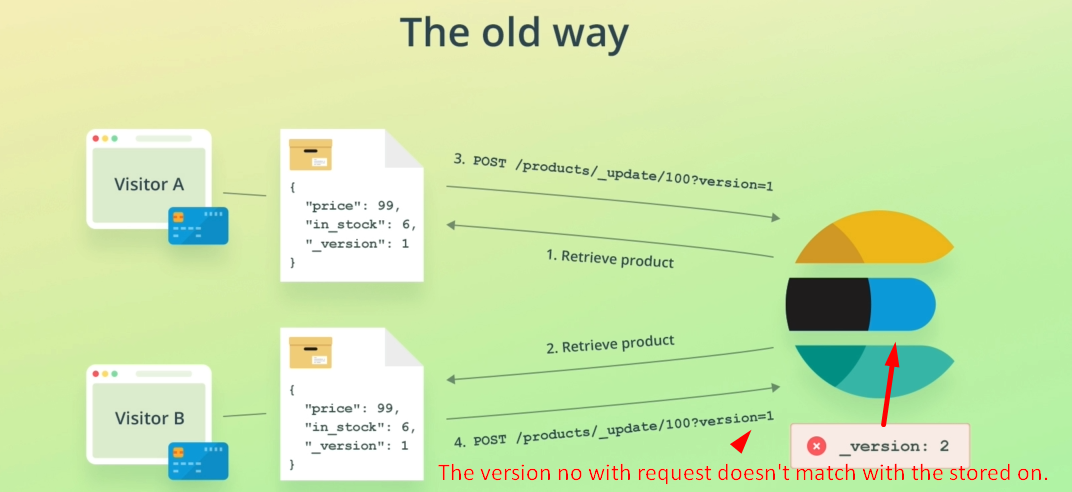 The old way
Visitor A
{
"price": 99,
"in_stock": 6,
"_version": 1
}
3. POST /products/_update/100?version=1
1. Retrieve product
Visitor B
{
"price": 99,
"in_stock": 6,
"_version": 1
}
2. Retrieve product
4. POST /products/_update/100?version=1
_version: 2
The version no with request doesn't match with the stored on.